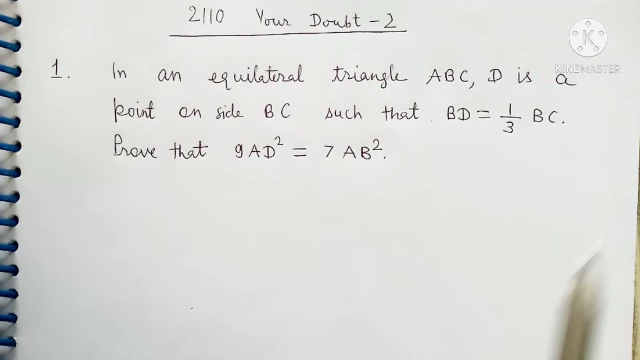 2110 Your Doubt - 2
KINEMASTER
1. In an equilateral triangle ABC, D is a
point on side BC such that BD = 1/3 BC.
Prove that 9AD² = 7AB².